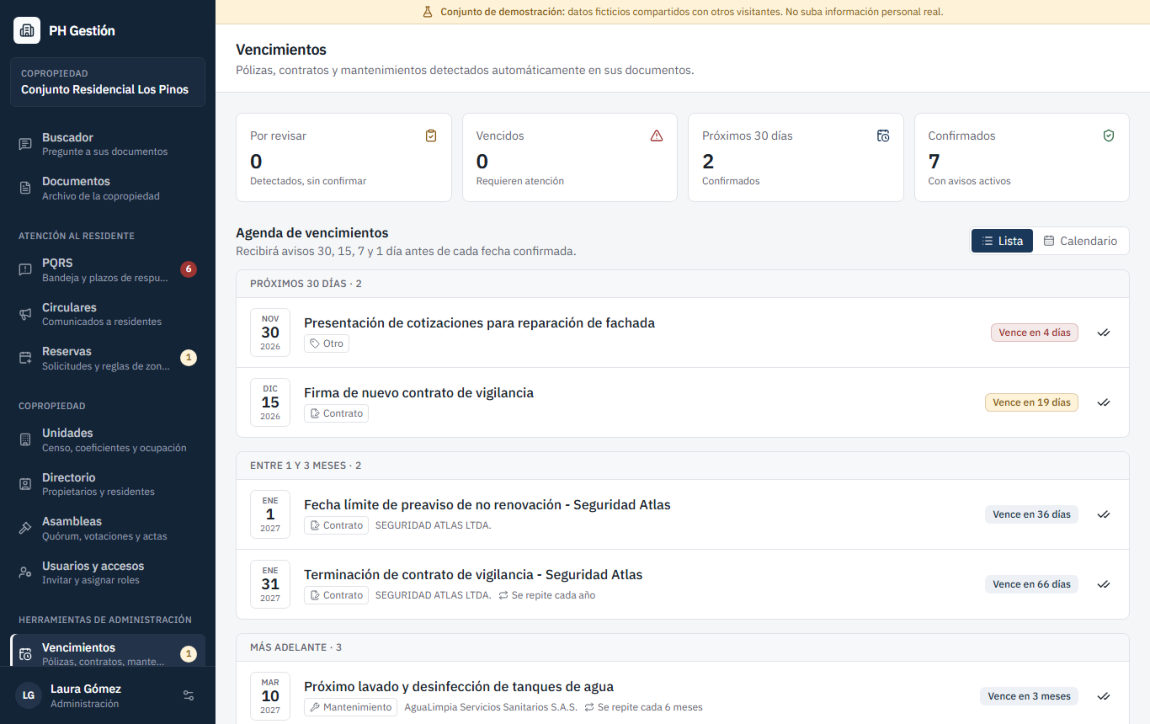 PH Gestión
COPROPIEDAD
Conjunto Residencial Los Pinos
Buscador
Pregunte a sus documentos
Documentos
Archivo de la copropiedad
ATENCIÓN AL RESIDENTE
PQRS
Bandeja y plazos de respu...
6
Circulares
Comunicados a residentes
Reservas
Solicitudes y reglas de zon...
1
COPROPIEDAD
Unidades
Censo, coeficientes y ocupación
Directorio
Propietarios y residentes
Asambleas
Quórum, votaciones y actas
Usuarios y accesos
Invitar y asignar roles
HERRAMIENTAS DE ADMINISTRACIÓN
Vencimientos
Pólizas, contratos, mante...
1
LG
Laura Gómez
Administración
Conjunto de demostración: datos ficticios compartidos con otros visitantes. No suba información personal real.
Vencimientos
Pólizas, contratos y mantenimientos detectados automáticamente en sus documentos.
Por revisar
0
Detectados, sin confirmar
Vencidos
0
Requieren atención
Próximos 30 días
2
Confirmados
Confirmados
7
Con avisos activos
Agenda de vencimientos
Recibirá avisos 30, 15, 7 y 1 día antes de cada fecha confirmada.
Lista
Calendario
PRÓXIMOS 30 DÍAS · 2
NOV
30
2026
Presentación de cotizaciones para reparación de fachada
Otro
Vence en 4 días
DIC
15
2026
Firma de nuevo contrato de vigilancia
Contrato
Vence en 19 días
ENTRE 1 Y 3 MESES · 2
ENE
1
2027
Fecha límite de preaviso de no renovación - Seguridad Atlas
Contrato SEGURIDAD ATLAS LTDA.
Vence en 36 días
ENE
31
2027
Terminación de contrato de vigilancia - Seguridad Atlas
Contrato SEGURIDAD ATLAS LTDA. Se repite cada año
Vence en 66 días
MÁS ADELANTE · 3
MAR
10
2027
Próximo lavado y desinfección de tanques de agua
Mantenimiento AguaLimpia Servicios Sanitarios S.A.S. Se repite cada 6 meses
Vence en 3 meses